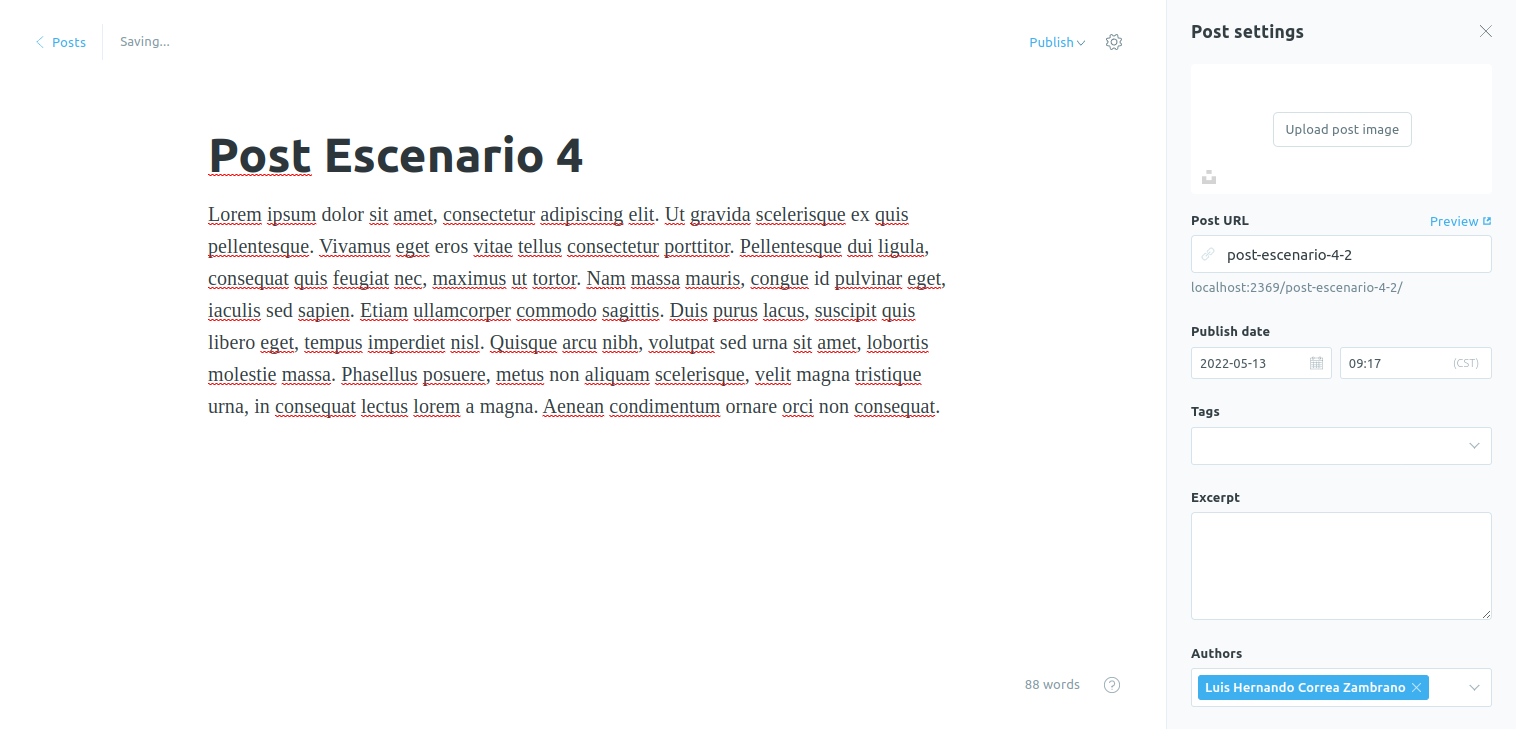 Posts
Saving...
Publish
Post Escenario 4
Lorem ipsum dolor sit amet, consectetur adipiscing elit. Ut gravida scelerisque ex quis
pellentesque. Vivamus eget eros vitae tellus consectetur porttitor. Pellentesque dui ligula,
consequat quis feugiat nec, maximus ut tortor. Nam massa mauris, congue id pulvinar eget,
iaculis sed sapien. Etiam ullamcorper commodo sagittis. Duis purus lacus, suscipit quis
libero eget, tempus imperdiet nisl. Quisque arcu nibh, volutpat sed urna sit amet, lobortis
molestie massa. Phasellus posuere, metus non aliquam scelerisque, velit magna tristique
urna, in consequat lectus lorem a magna. Aenean condimentum ornare orci non consequat.
88 words
Post settings
Upload post image
Post URL
Preview
post-escenario-4-2
localhost:2369/post-escenario-4-2/
Publish date
2022-05-13
09:17
(CST)
Tags
Excerpt
Authors
Luis Hernando Correa Zambrano